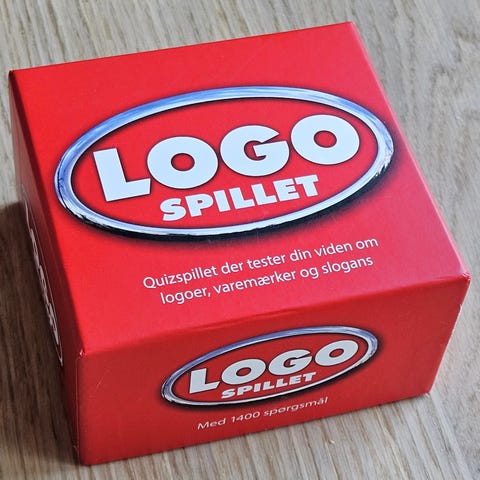 LOGO
SPILLET
Quizspillet der tester din viden om
logoer, varemærker og slogans
LOGO
SPILLET
Med 1400 spørgsmål